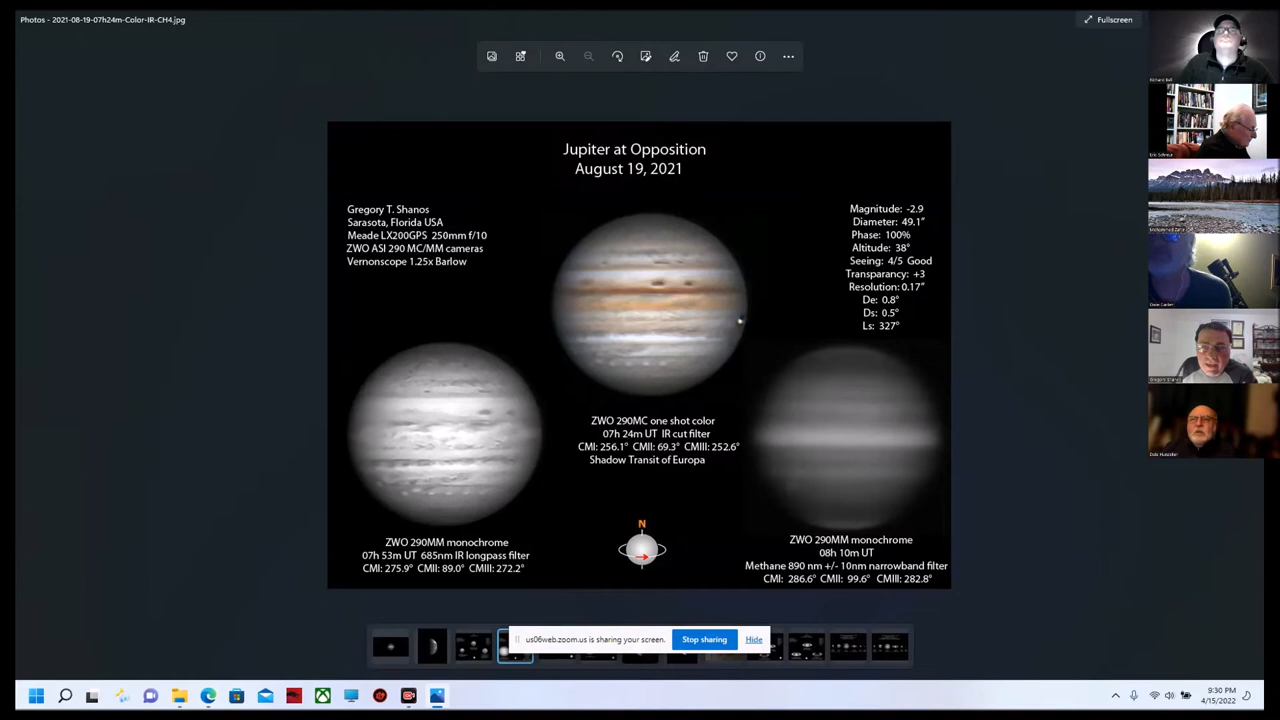 Photos - 2021-08-19-07h24m-Color-IR-CH4.jpg
Fullscreen
Jupiter at Opposition
August 19, 2021
Gregory T. Shanos
Sarasota, Florida USA
Meade LX200GPS 250mm f/10
ZWO ASI 290 MC/MM cameras
Vernonscope 1.25x Barlow
Magnitude: -2.9
Diameter: 49.1"
Phase: 100%
Altitude: 38°
Seeing: 4/5 Good
Transparancy: +3
Resolution: 0.17"
De: 0.8°
Ds: 0.5°
Ls: 327°
ZWO 290MC one shot color
07h 24m UT IR cut filter
CMI: 256.1° CMII: 69.3° CMIII: 252.6°
Shadow Transit of Europa
ZWO 290MM monochrome
07h 53m UT 685nm IR longpass filter
CMI: 275.9° CMII: 89.0° CMIII: 272.2°
N
ZWO 290MM monochrome
08h 10m UT
Methane 890 nm +/- 10nm narrowband filter
CMI: 286.6° CMII: 99.6° CMIII: 282.8°
Richard Bell
Eric Schreur
Gregory Shanos
us06web.zoom.us is sharing your screen.
Stop sharing
Hide
9:30 PM
4/15/2022